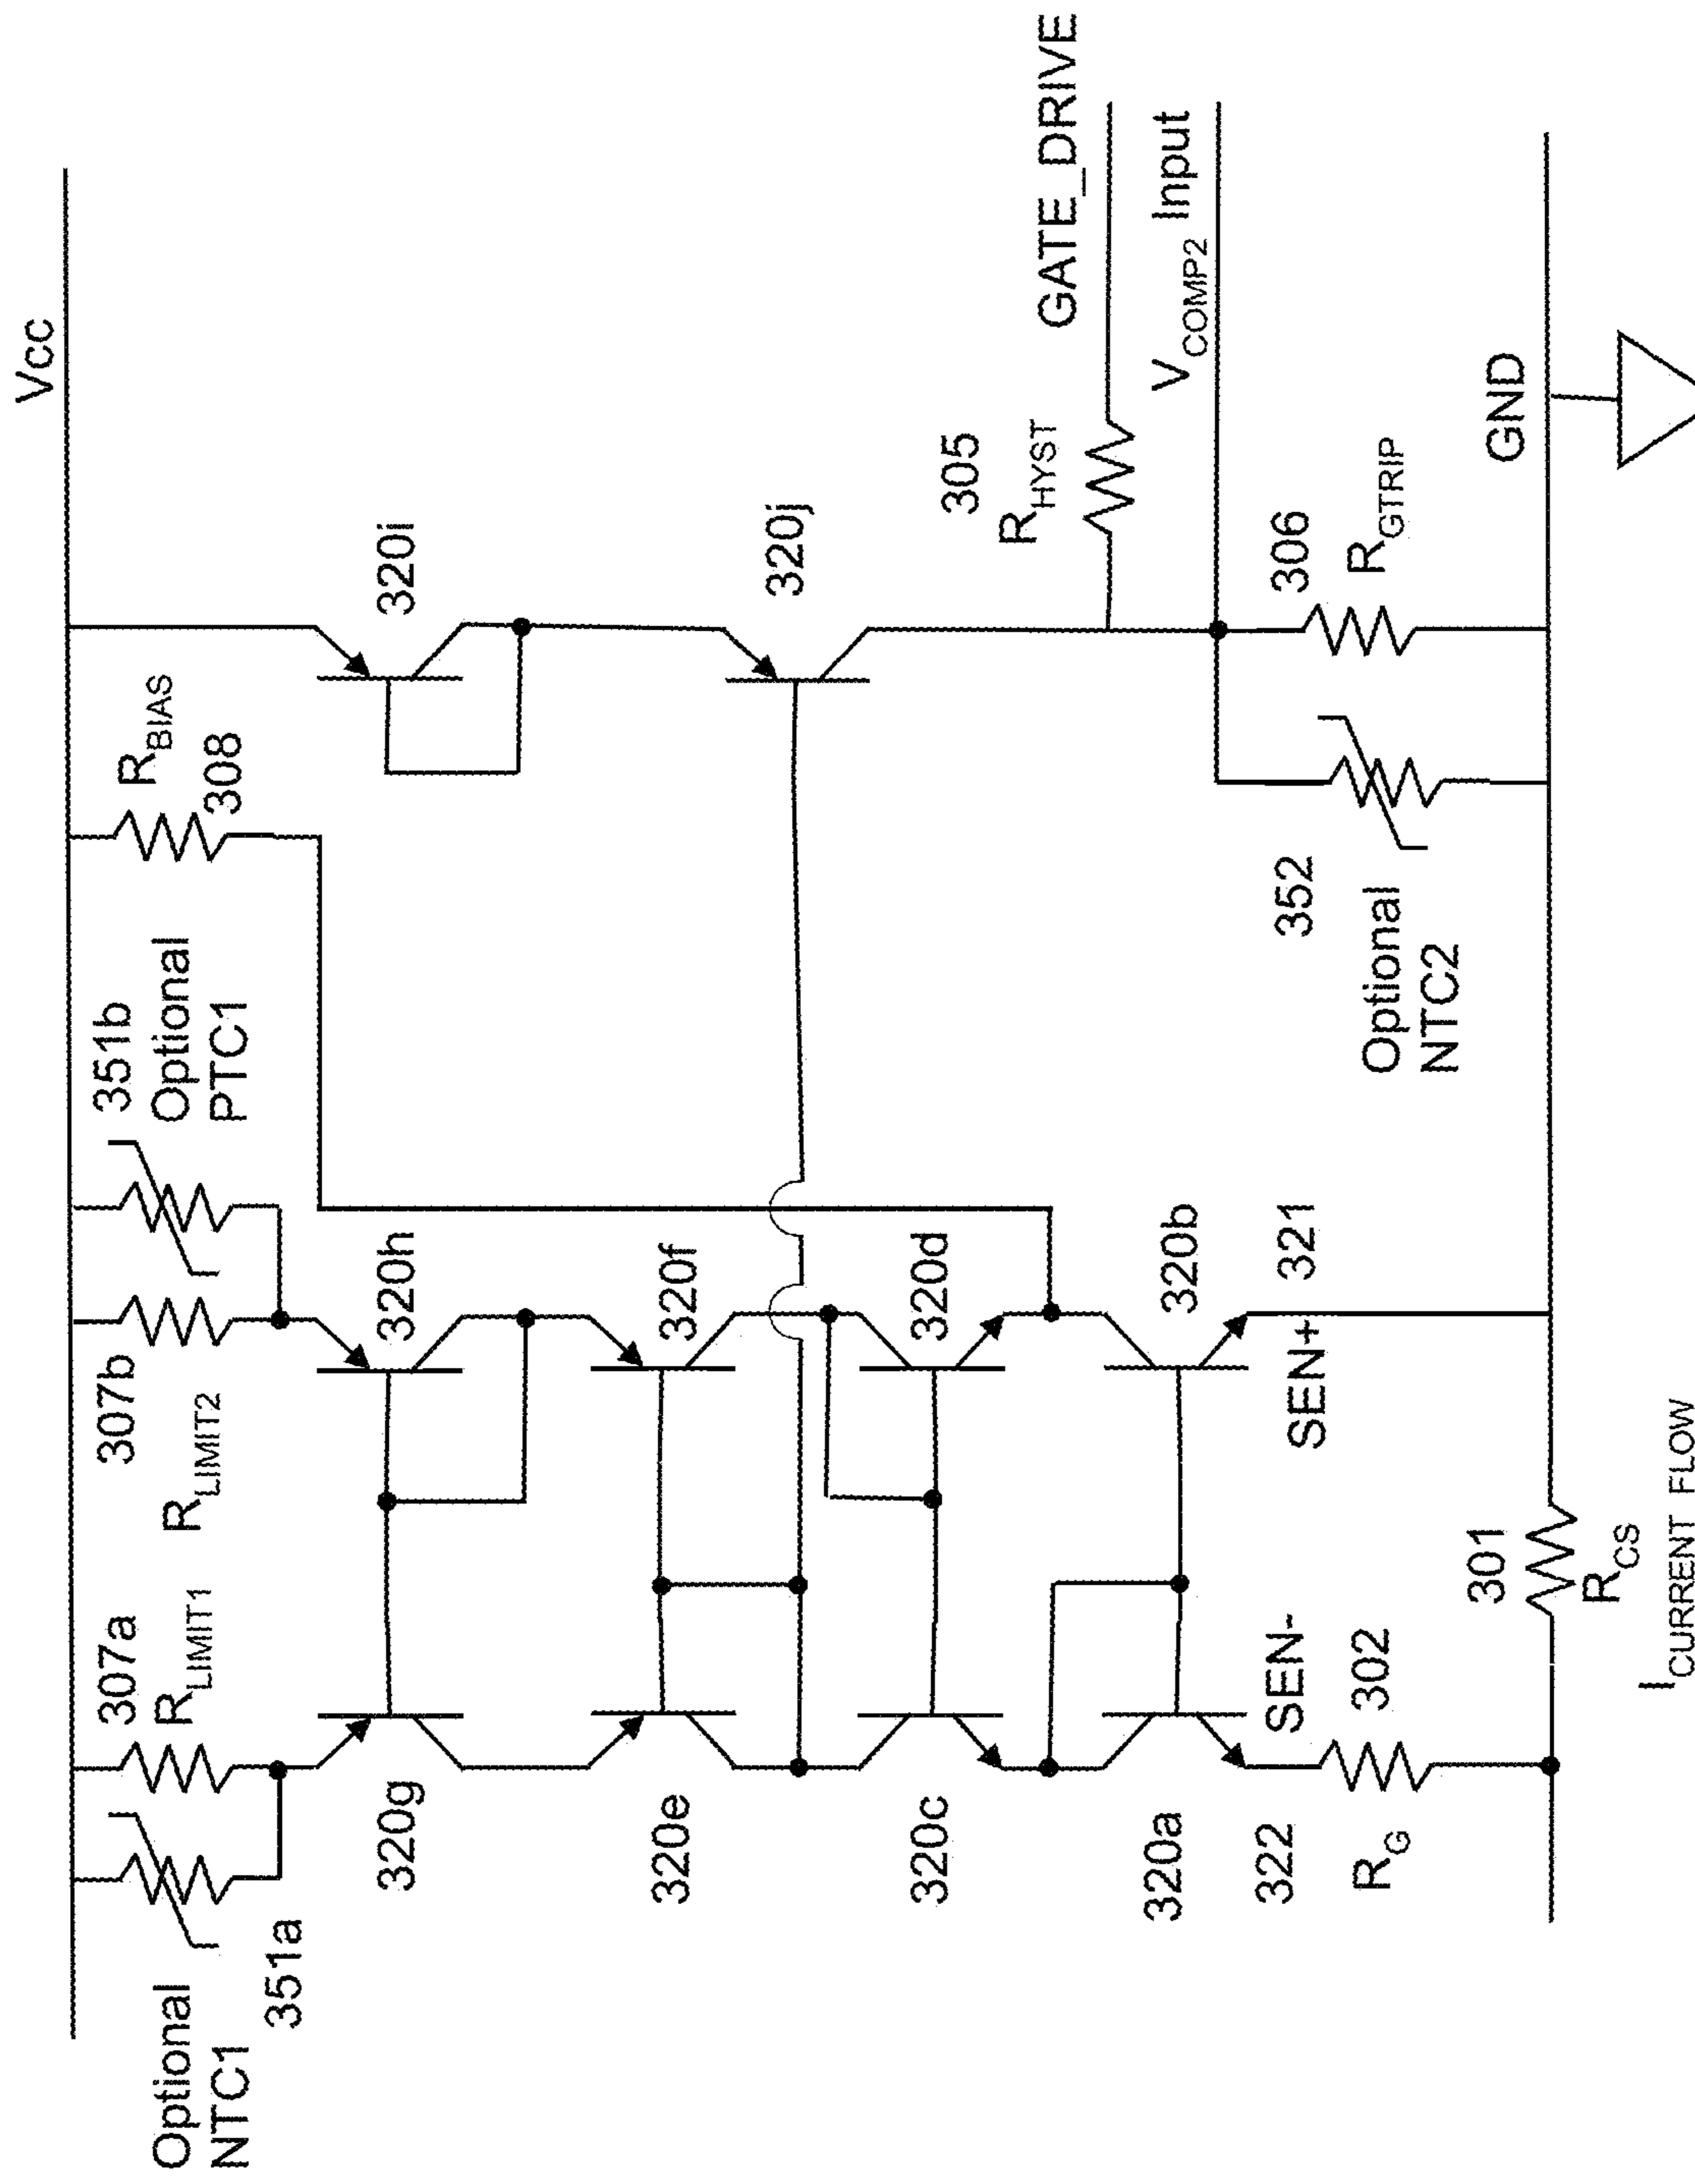 Vcc
Optional
NTC1
351a
307a
R_LIMIT1
R_LIMIT2
307b
351b
Optional
PTC1
R_BIAS
308
320g
320h
320i
320e
320f
320j
320c
320d
305
R_HYST
GATE_DRIVE
V_COMP2 Input
320a
320b
322
SEN-
SEN+
321
R_G
302
352
Optional
NTC2
306
R_GTRIP
301
R_CS
GND
I_CURRENT FLOW